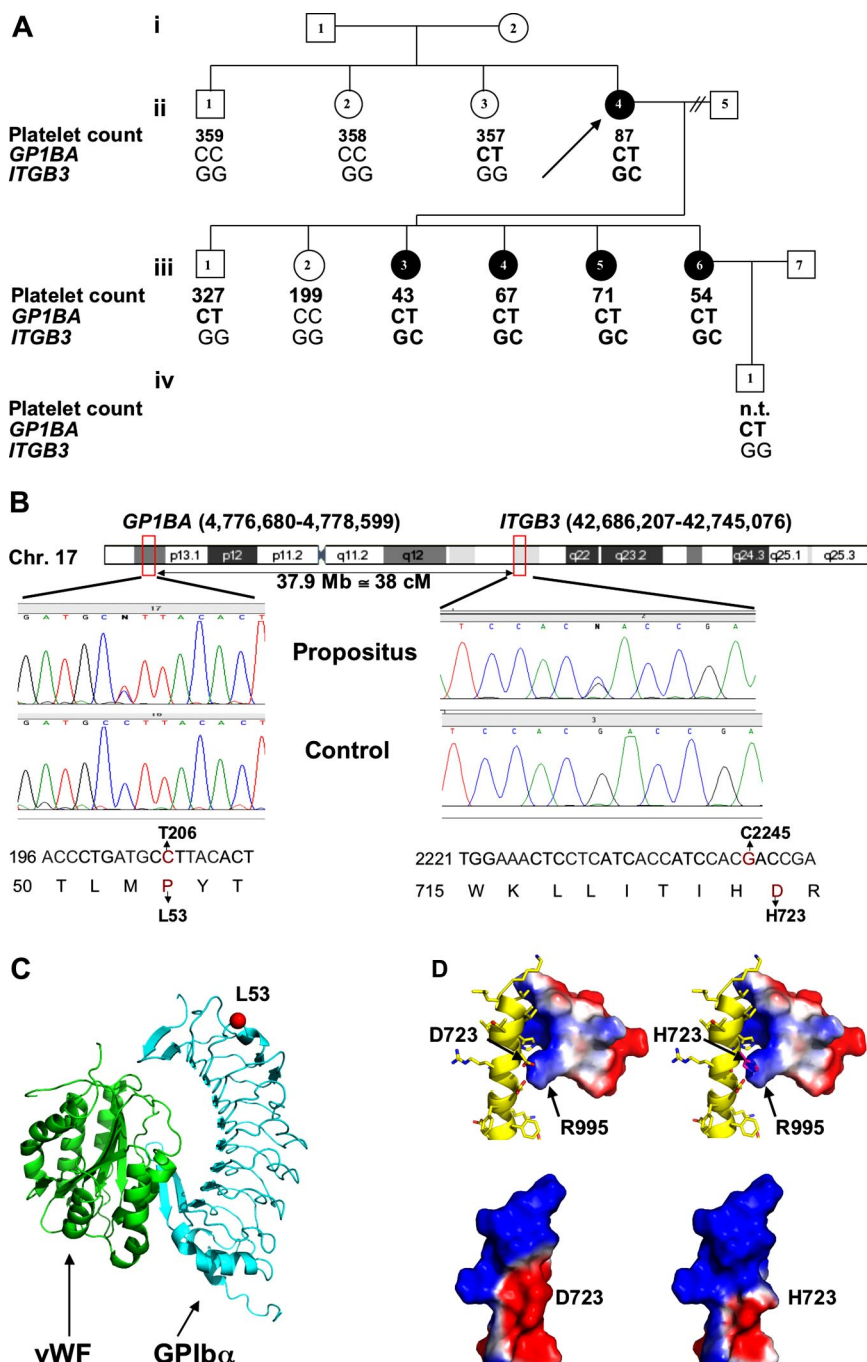 A
i
1 2
ii
1 2 3 4 5
Platelet count 359 358 357 87
GP1BA CC CC CT CT
ITGB3 GG GG GG GC
iii
1 2 3 4 5 6 7
Platelet count 327 199 43 67 71 54
GP1BA CT CC CT CT CT CT
ITGB3 GG GG GC GC GC GC
iv
1
Platelet count n.t.
GP1BA CT
ITGB3 GG
B
GP1BA (4,776,680-4,778,599) ITGB3 (42,686,207-42,745,076)
Chr. 17 p13.1 p12 p11.2 q11.2 q12 q22 q23.2 q24.3 q25.1 q25.3
37.9 Mb ≅ 38 cM
17
G A T G C N T T A C A C T
2
T C C A C N A C C G A
Propositus
G A T G C C T T A C A C T
3
T C C A C G A C C G A
Control
T206 C2245
196 ACCCTGATGCCTTACACT 2221 TGGAAACTCCTCATCACCATCCACGACCGA
50 T L M P Y T 715 W K L L I T I H D R
L53 H723
C
L53
vWF GPIbα
D
D723 H723
R995 R995
D723 H723